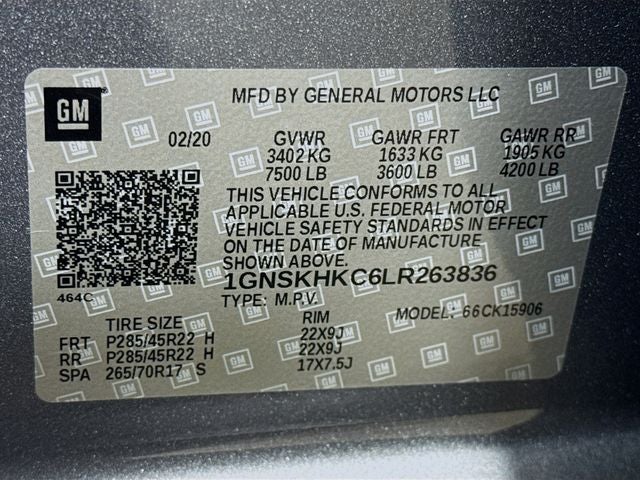 GM
MFD BY GENERAL MOTORS LLC
02/20 GVWR GAWR FRT GAWR RR
3402 KG 1633 KG 1905 KG
7500 LB 3600 LB 4200 LB
THIS VEHICLE CONFORMS TO ALL
APPLICABLE U.S. FEDERAL MOTOR
VEHICLE SAFETY STANDARDS IN EFFECT
ON THE DATE OF MANUFACTURE
SHOWN ABOVE.
1GNSKHKC6LR263836
464C
TYPE: M.P.V. MODEL: 66CK15906
TIRE SIZE RIM
FRT P285/45R22 H 22X9J
RR P285/45R22 H 22X9J
SPA 265/70R17 S 17X7.5J